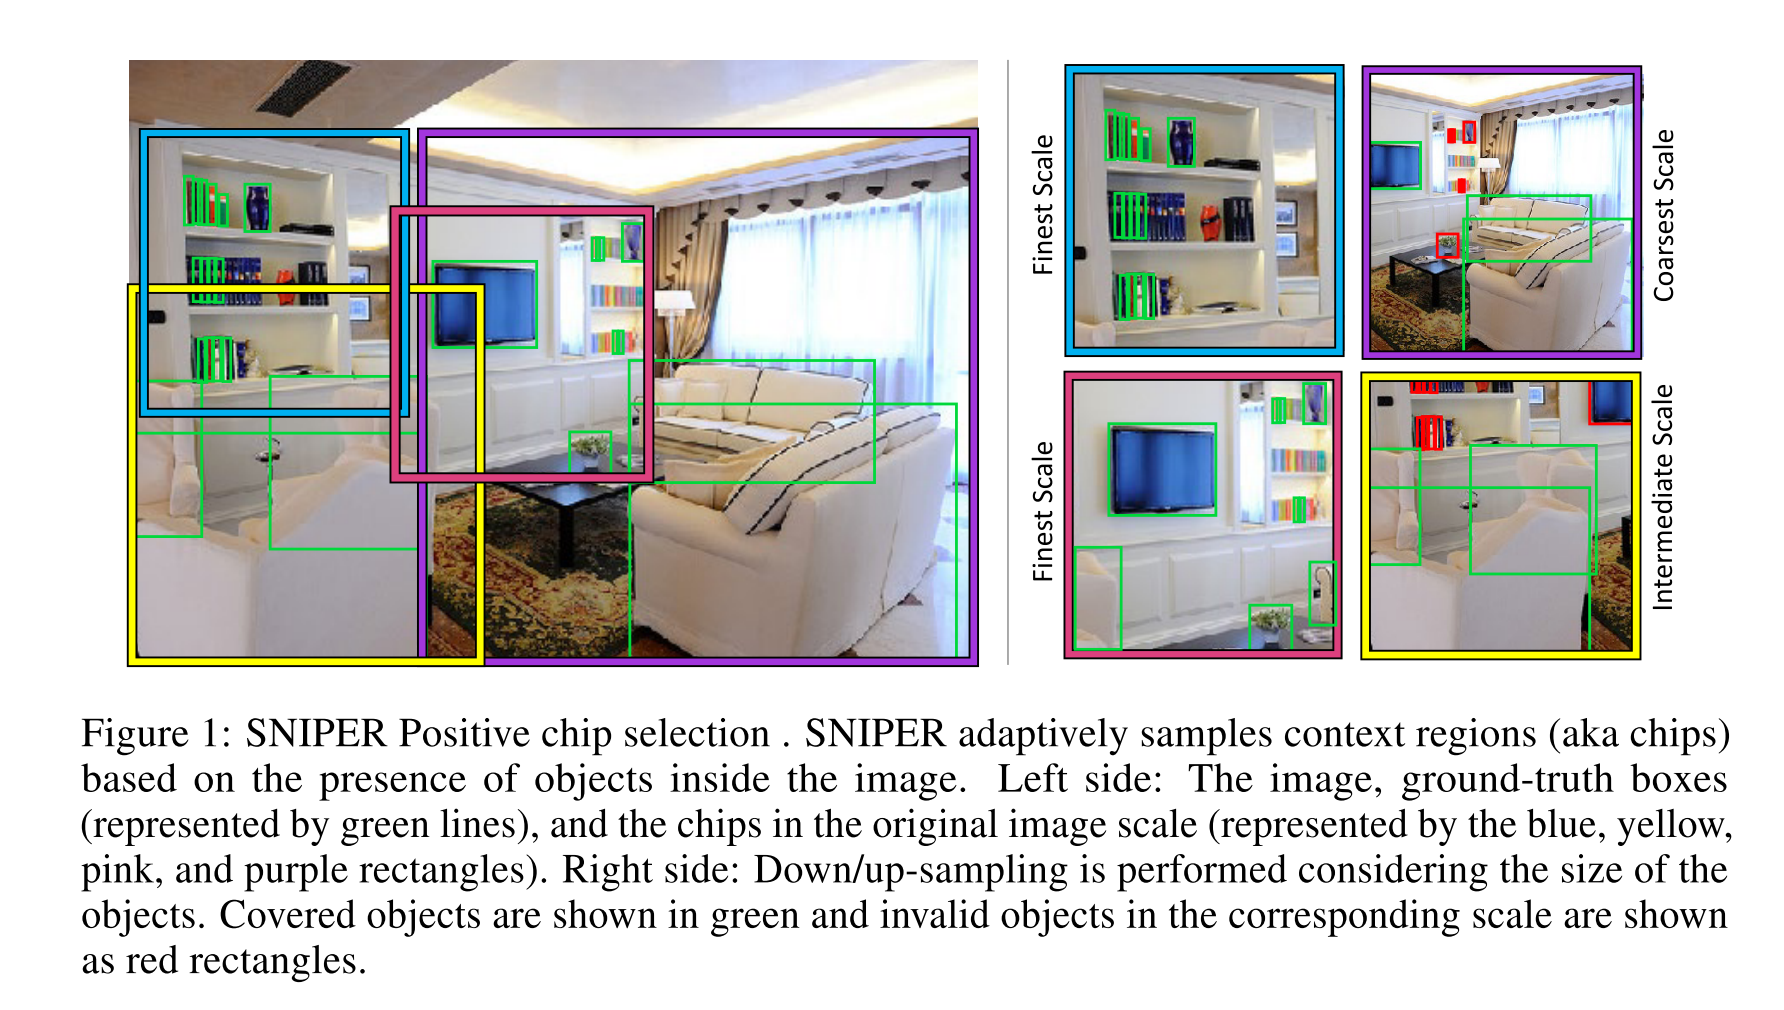 Finest Scale
Coarsest Scale
Finest Scale
Intermediate Scale
Figure 1: SNIPER Positive chip selection . SNIPER adaptively samples context regions (aka chips)
based on the presence of objects inside the image. Left side: The image, ground-truth boxes
(represented by green lines), and the chips in the original image scale (represented by the blue, yellow,
pink, and purple rectangles). Right side: Down/up-sampling is performed considering the size of the
objects. Covered objects are shown in green and invalid objects in the corresponding scale are shown
as red rectangles.